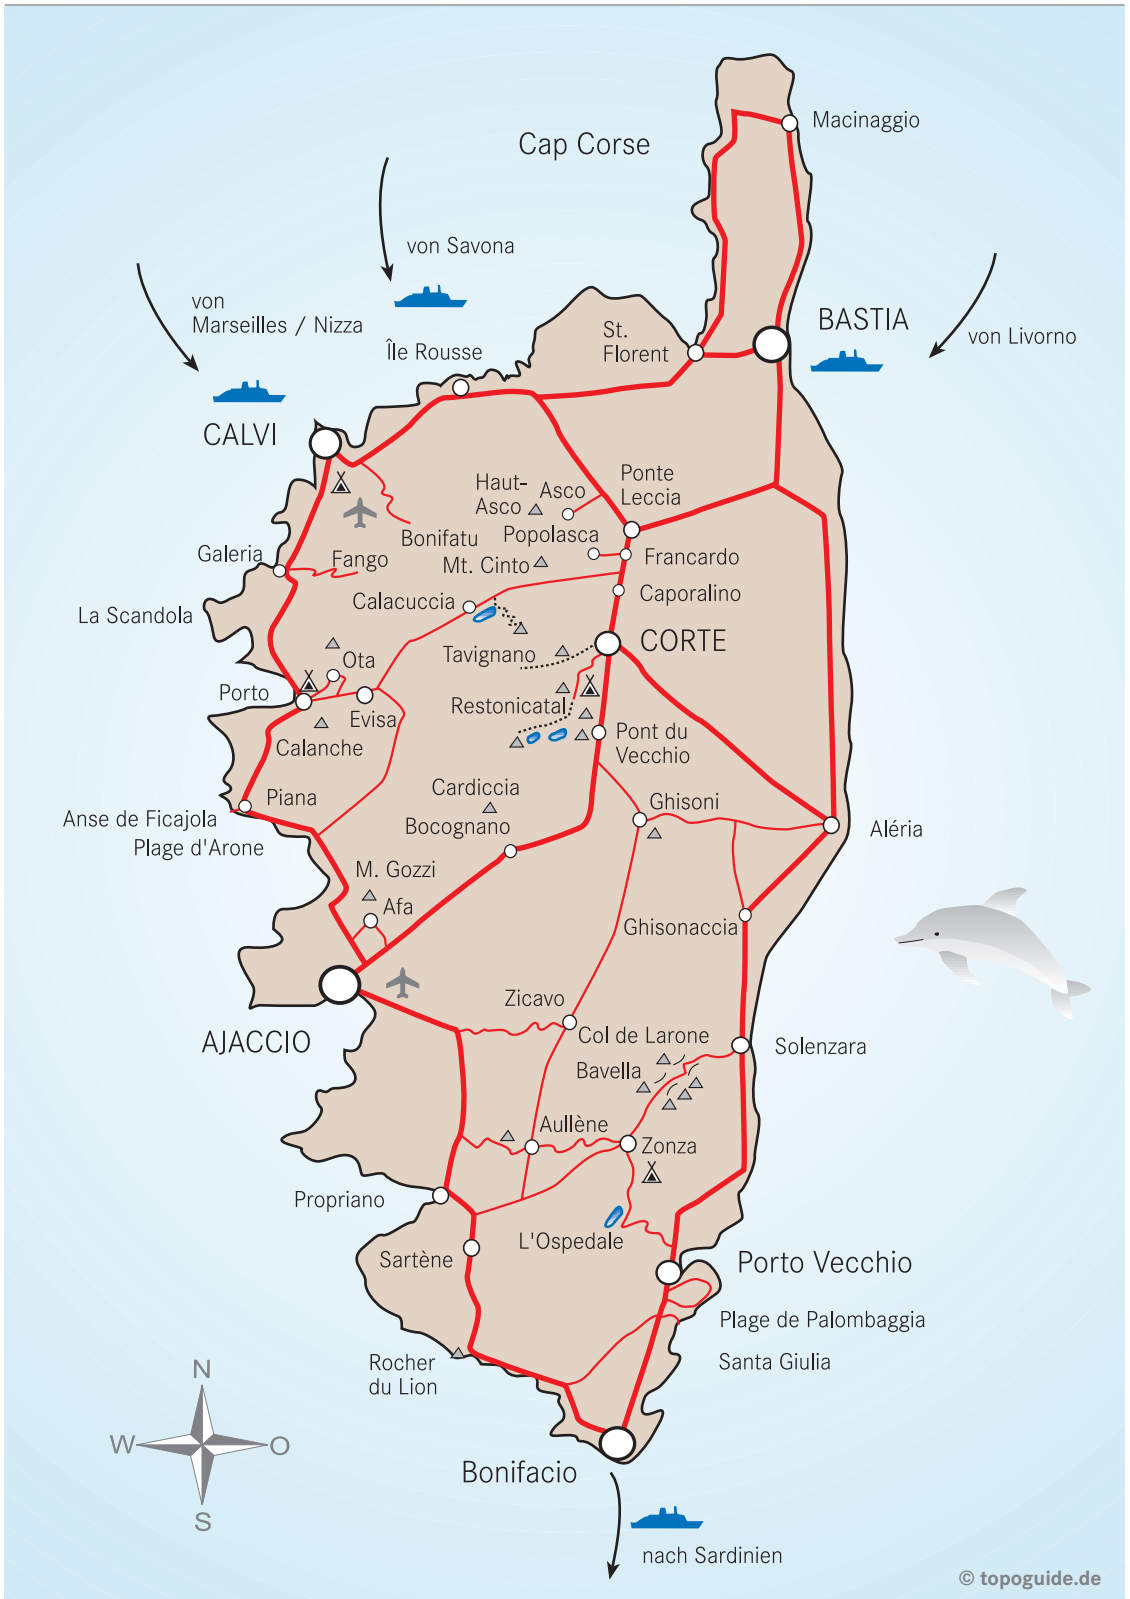 Macinaggio
Cap Corse
von Savona
von
Marseilles / Nizza
BASTIA
St.
Florent
von Livorno
Île Rousse
CALVI
Haut-
Asco
Asco
Ponte
Leccia
Popolasca
Bonifatu
Galeria
Fango
Mt. Cinto
Francardo
Calacuccia
Caporalino
La Scandola
CORTE
Tavignano
Ota
Porto
Restonicatal
Evisa
Calanche
Pont du
Vecchio
Cardiccia
Piana
Ghisoni
Anse de Ficajola
Plage d'Arone
Bocognano
Aléria
M. Gozzi
Afa
Ghisonaccia
Zicavo
Col de Larone
AJACCIO
Solenzara
Bavella
Aullène
Zonza
Propriano
L'Ospedale
Sartène
Porto Vecchio
Plage de Palombaggia
Rocher
du Lion
Santa Giulia
N
W
O
S
Bonifacio
nach Sardinien
© topoguide.de